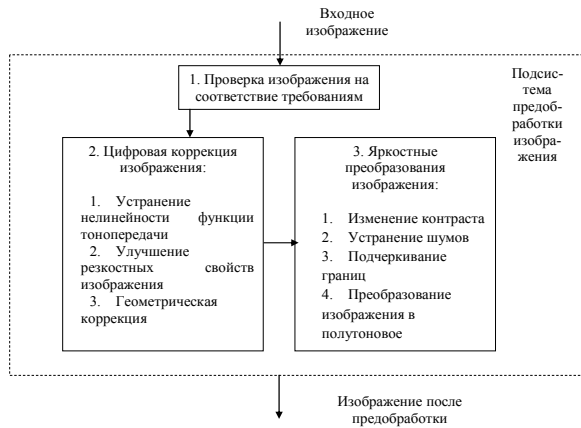 Входное
изображение
1. Проверка изображения на
соответствие требованиям
Подсис-
тема
предоб-
работки
изобра-
жения
2. Цифровая коррекция
изображения:
1. Устранение
нелинейности функции
тонопередачи
2. Улучшение
резкостных свойств
изображения
3. Геометрическая
коррекция
3. Яркостные
преобразования
изображения:
1. Изменение контраста
2. Устранение шумов
3. Подчеркивание
границ
4. Преобразование
изображения в
полутоновое
Изображение после
предобработки